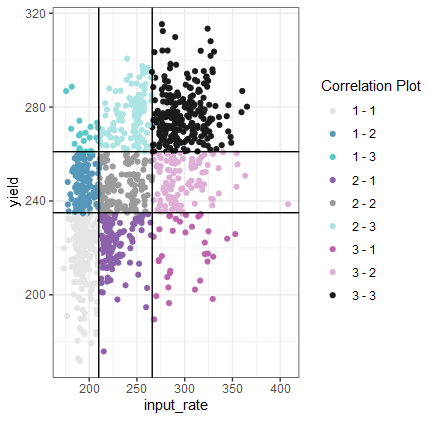 320
280
240
200
yield
200
250
300
350
400
input_rate
Correlation Plot
1 - 1
1 - 2
1 - 3
2 - 1
2 - 2
2 - 3
3 - 1
3 - 2
3 - 3